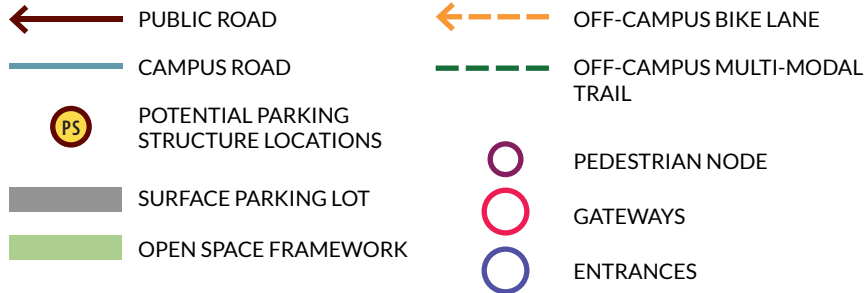 PUBLIC ROAD
CAMPUS ROAD
PS
POTENTIAL PARKING
STRUCTURE LOCATIONS
SURFACE PARKING LOT
OPEN SPACE FRAMEWORK
OFF-CAMPUS BIKE LANE
OFF-CAMPUS MULTI-MODAL
TRAIL
PEDESTRIAN NODE
GATEWAYS
ENTRANCES